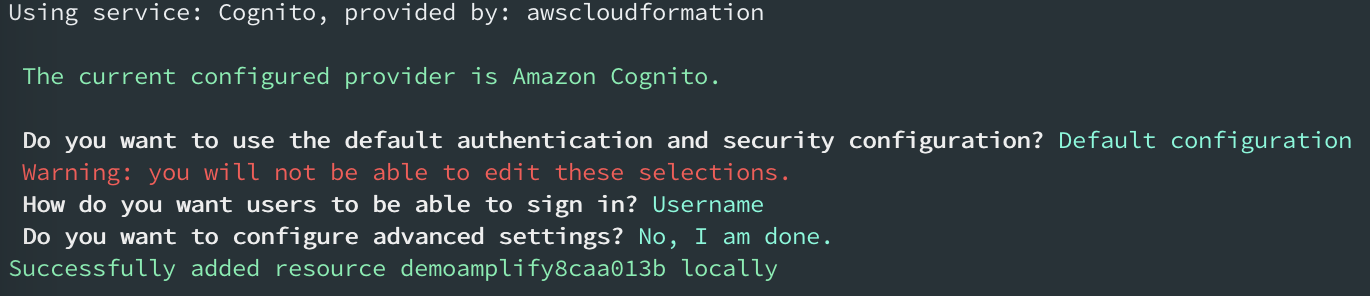 Using service: Cognito, provided by: awscloudformation
The current configured provider is Amazon Cognito.
Do you want to use the default authentication and security configuration? Default configuration
Warning: you will not be able to edit these selections.
How do you want users to be able to sign in? Username
Do you want to configure advanced settings? No, I am done.
Successfully added resource demoamplify8caa013b locally